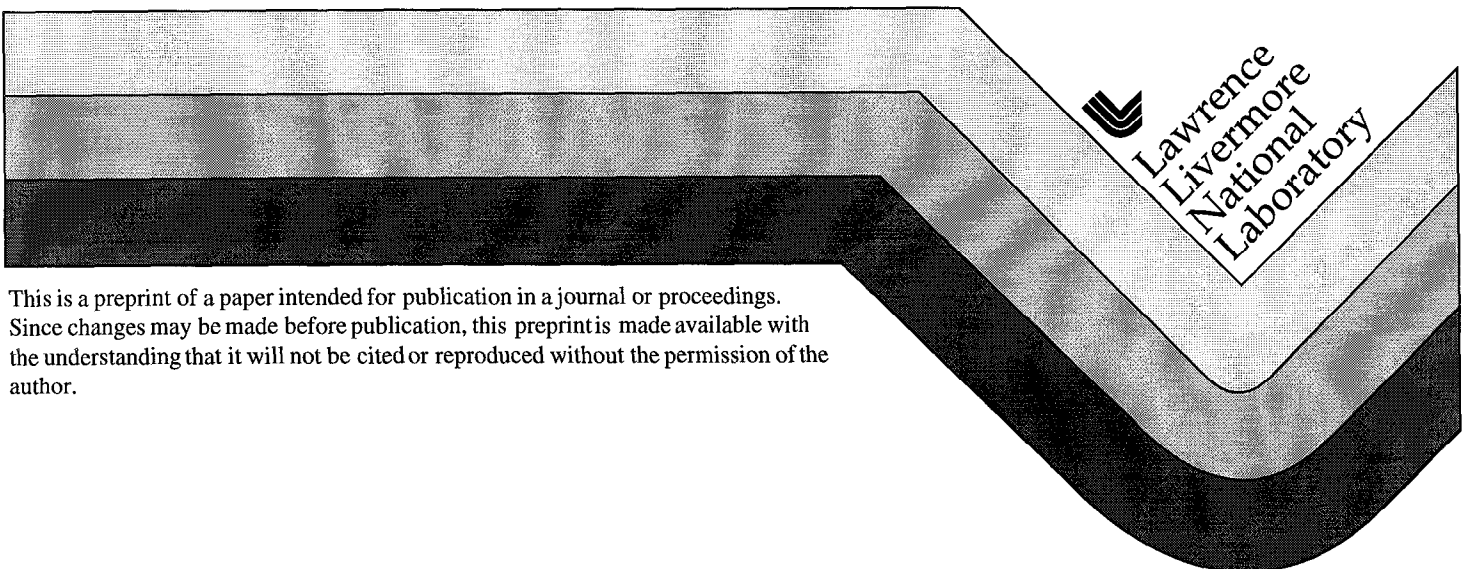 Lawrence
Livermore
National
Laboratory
This is a preprint of a paper intended for publication in a journal or proceedings.
Since changes may be made before publication, this preprint is made available with
the understanding that it will not be cited or reproduced without the permission of the
author.